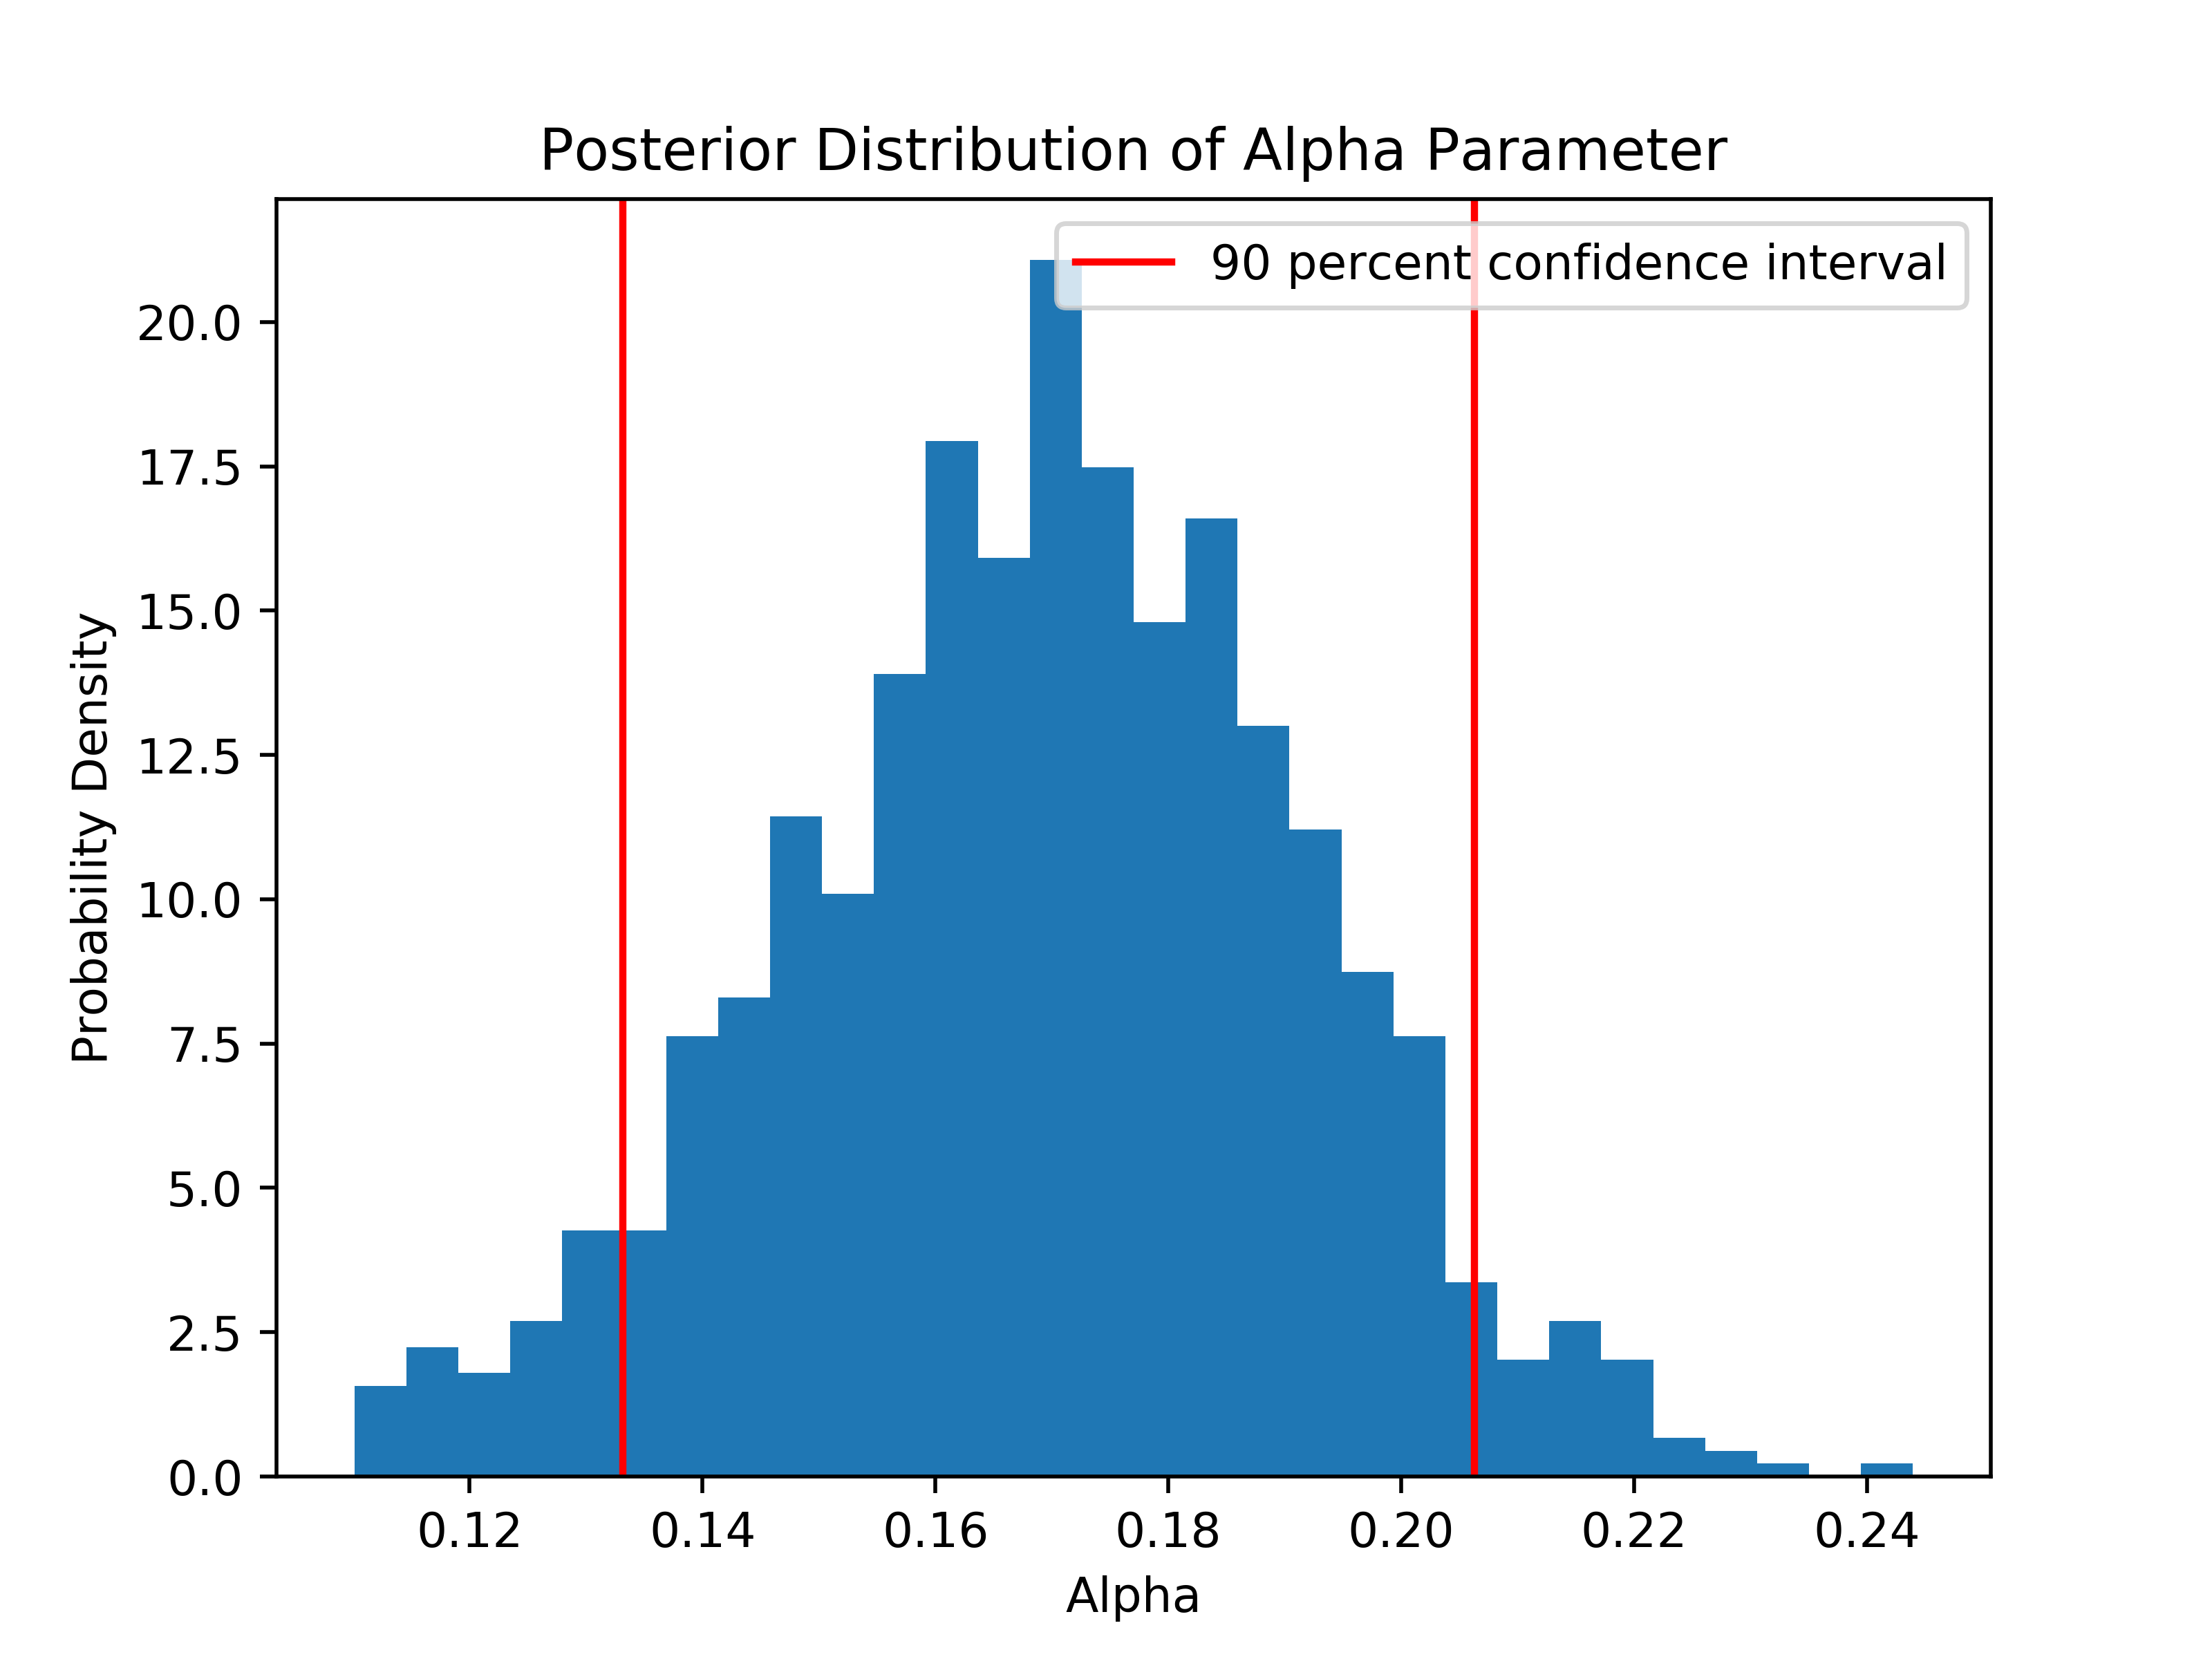 Posterior Distribution of Alpha Parameter
90 percent confidence interval
20.0
17.5
15.0
12.5
10.0
7.5
5.0
2.5
0.0
Probability Density
0.12 0.14 0.16 0.18 0.20 0.22 0.24
Alpha